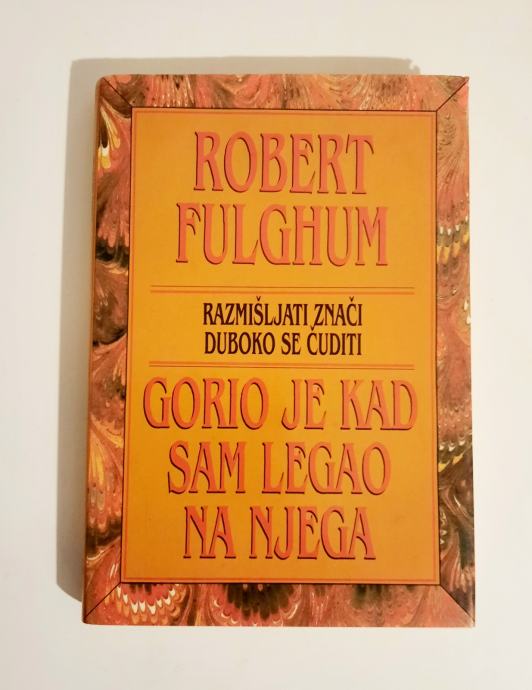 ROBERT
FULGHUM
RAZMIŠLJATI ZNAČI
DUBOKO SE ČUDITI
GORIO JE KAD
SAM LEGAO
NA NJEGA